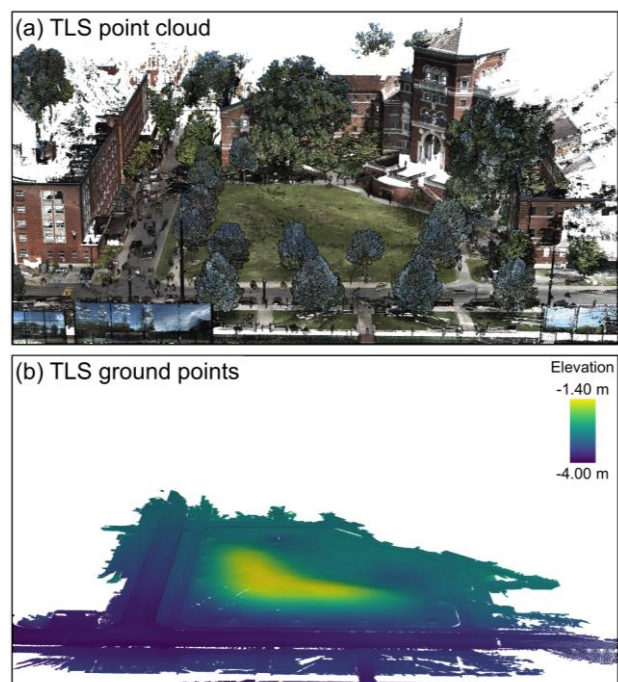 (a) TLS point cloud
(b) TLS ground points
Elevation
-1.40 m
-4.00 m